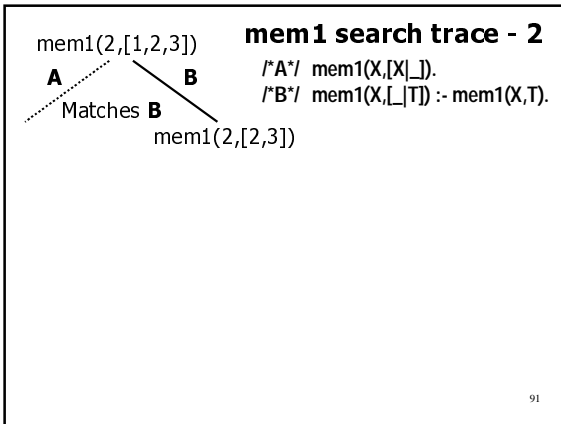 mem1 search trace - 2
mem1(2,[1,2,3])
/*A*/ mem1(X,[X|_]).
/*B*/ mem1(X,[_|T]) :- mem1(X,T).
A
B
Matches B
mem1(2,[2,3])
91